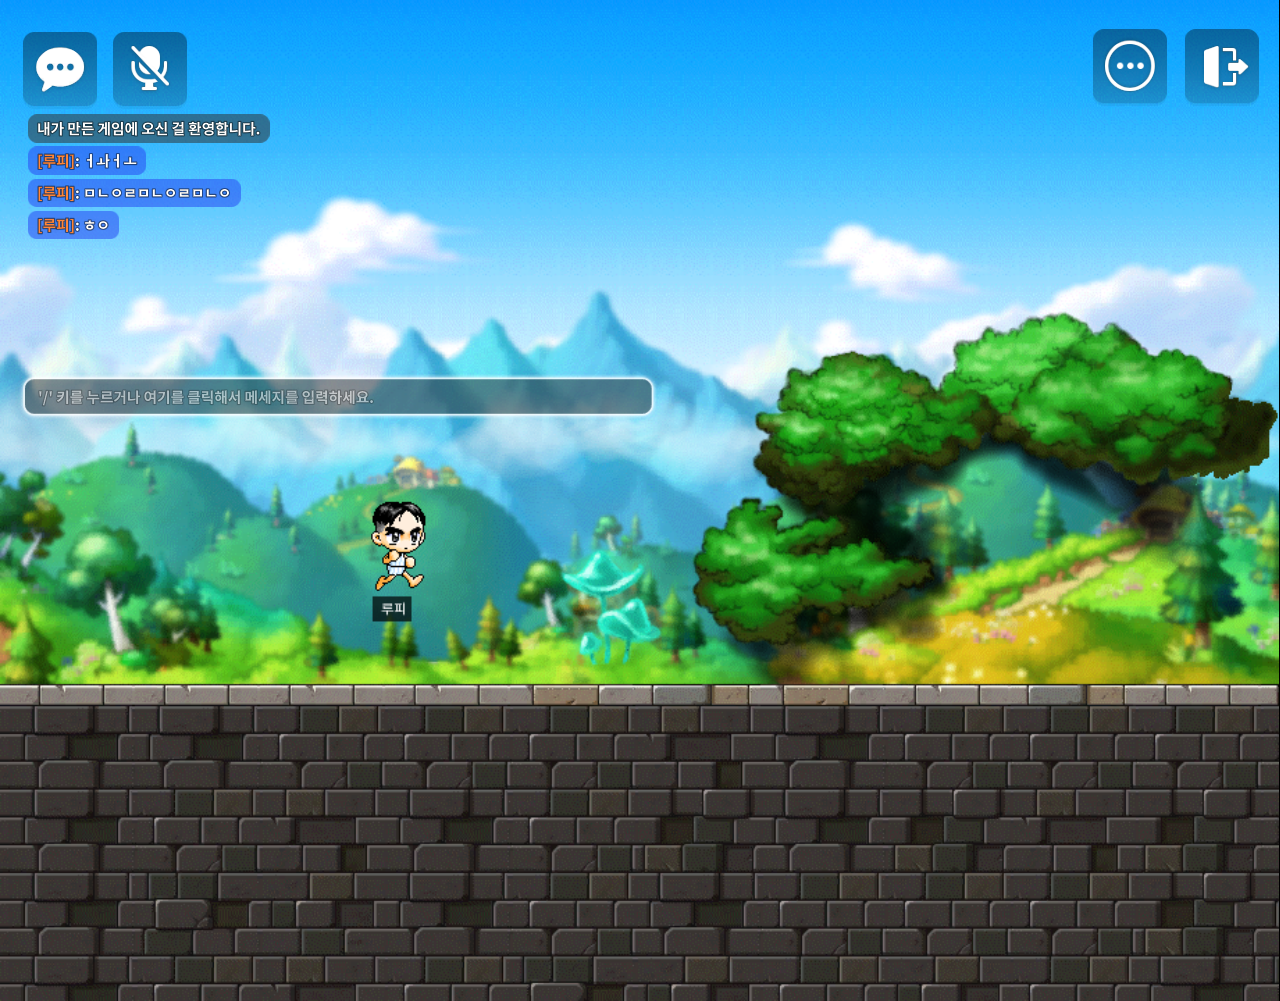 내가 만든 게임에 오신 걸 환영합니다.
[루피]: ㅓㅘㅓㅗ
[루피]: ㅁㄴㅇㄹㅁㄴㅇㄹㅁㄴㅇ
[루피]: ㅎㅇ
'/' 키를 누르거나 여기를 클릭해서 메세지를 입력하세요.
루피